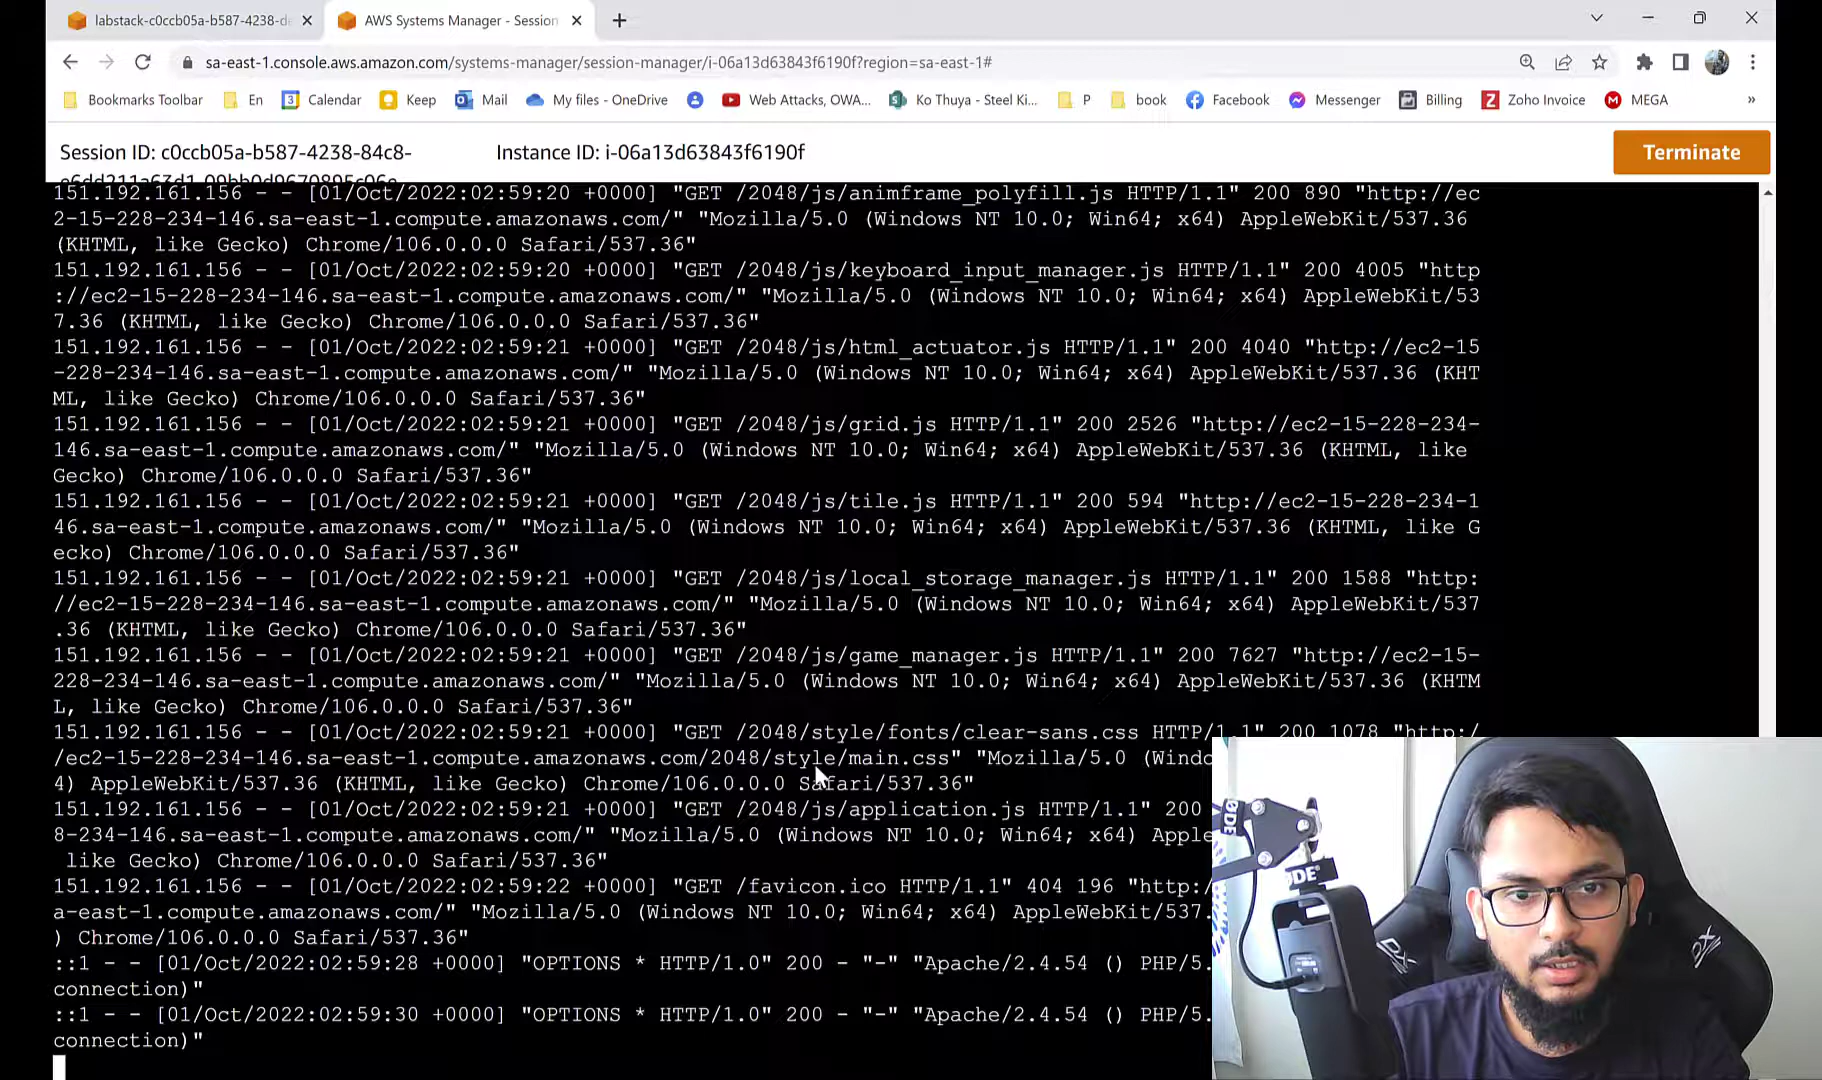 labstack-c0ccb05a-b587-4238-de
AWS Systems Manager - Session
sa-east-1.console.aws.amazon.com/systems-manager/session-manager/i-06a13d63843f6190f?region=sa-east-1#
Bookmarks Toolbar En Calendar Keep Mail My files - OneDrive Web Attacks, OWA... Ko Thuya - Steel Ki... P book Facebook Messenger Billing Zoho Invoice MEGA »
Session ID: c0ccb05a-b587-4238-84c8-
Instance ID: i-06a13d63843f6190f
Terminate
151.192.161.156 - - [01/Oct/2022:02:59:20 +0000] "GET /2048/js/animframe_polyfill.js HTTP/1.1" 200 890 "http://ec
2-15-228-234-146.sa-east-1.compute.amazonaws.com/" "Mozilla/5.0 (Windows NT 10.0; Win64; x64) AppleWebKit/537.36
(KHTML, like Gecko) Chrome/106.0.0.0 Safari/537.36"
151.192.161.156 - - [01/Oct/2022:02:59:20 +0000] "GET /2048/js/keyboard_input_manager.js HTTP/1.1" 200 4005 "http
://ec2-15-228-234-146.sa-east-1.compute.amazonaws.com/" "Mozilla/5.0 (Windows NT 10.0; Win64; x64) AppleWebKit/53
7.36 (KHTML, like Gecko) Chrome/106.0.0.0 Safari/537.36"
151.192.161.156 - - [01/Oct/2022:02:59:21 +0000] "GET /2048/js/html_actuator.js HTTP/1.1" 200 4040 "http://ec2-15
-228-234-146.sa-east-1.compute.amazonaws.com/" "Mozilla/5.0 (Windows NT 10.0; Win64; x64) AppleWebKit/537.36 (KHT
ML, like Gecko) Chrome/106.0.0.0 Safari/537.36"
151.192.161.156 - - [01/Oct/2022:02:59:21 +0000] "GET /2048/js/grid.js HTTP/1.1" 200 2526 "http://ec2-15-228-234-
146.sa-east-1.compute.amazonaws.com/" "Mozilla/5.0 (Windows NT 10.0; Win64; x64) AppleWebKit/537.36 (KHTML, like
Gecko) Chrome/106.0.0.0 Safari/537.36"
151.192.161.156 - - [01/Oct/2022:02:59:21 +0000] "GET /2048/js/tile.js HTTP/1.1" 200 594 "http://ec2-15-228-234-1
46.sa-east-1.compute.amazonaws.com/" "Mozilla/5.0 (Windows NT 10.0; Win64; x64) AppleWebKit/537.36 (KHTML, like G
ecko) Chrome/106.0.0.0 Safari/537.36"
151.192.161.156 - - [01/Oct/2022:02:59:21 +0000] "GET /2048/js/local_storage_manager.js HTTP/1.1" 200 1588 "http:
//ec2-15-228-234-146.sa-east-1.compute.amazonaws.com/" "Mozilla/5.0 (Windows NT 10.0; Win64; x64) AppleWebKit/537
.36 (KHTML, like Gecko) Chrome/106.0.0.0 Safari/537.36"
151.192.161.156 - - [01/Oct/2022:02:59:21 +0000] "GET /2048/js/game_manager.js HTTP/1.1" 200 7627 "http://ec2-15-
228-234-146.sa-east-1.compute.amazonaws.com/" "Mozilla/5.0 (Windows NT 10.0; Win64; x64) AppleWebKit/537.36 (KHTM
L, like Gecko) Chrome/106.0.0.0 Safari/537.36"
151.192.161.156 - - [01/Oct/2022:02:59:21 +0000] "GET /2048/style/fonts/clear-sans.css HTTP/1.1" 200 1078 "http:/
/ec2-15-228-234-146.sa-east-1.compute.amazonaws.com/2048/style/main.css" "Mozilla/5.0 (Windo
4) AppleWebKit/537.36 (KHTML, like Gecko) Chrome/106.0.0.0 Safari/537.36"
151.192.161.156 - - [01/Oct/2022:02:59:21 +0000] "GET /2048/js/application.js HTTP/1.1" 200
8-234-146.sa-east-1.compute.amazonaws.com/" "Mozilla/5.0 (Windows NT 10.0; Win64; x64) Apple
like Gecko) Chrome/106.0.0.0 Safari/537.36"
151.192.161.156 - - [01/Oct/2022:02:59:22 +0000] "GET /favicon.ico HTTP/1.1" 404 196 "http:/
a-east-1.compute.amazonaws.com/" "Mozilla/5.0 (Windows NT 10.0; Win64; x64) AppleWebKit/537.
) Chrome/106.0.0.0 Safari/537.36"
::1 - - [01/Oct/2022:02:59:28 +0000] "OPTIONS * HTTP/1.0" 200 - "-" "Apache/2.4.54 () PHP/5.
connection)"
::1 - - [01/Oct/2022:02:59:30 +0000] "OPTIONS * HTTP/1.0" 200 - "-" "Apache/2.4.54 () PHP/5.
connection)"